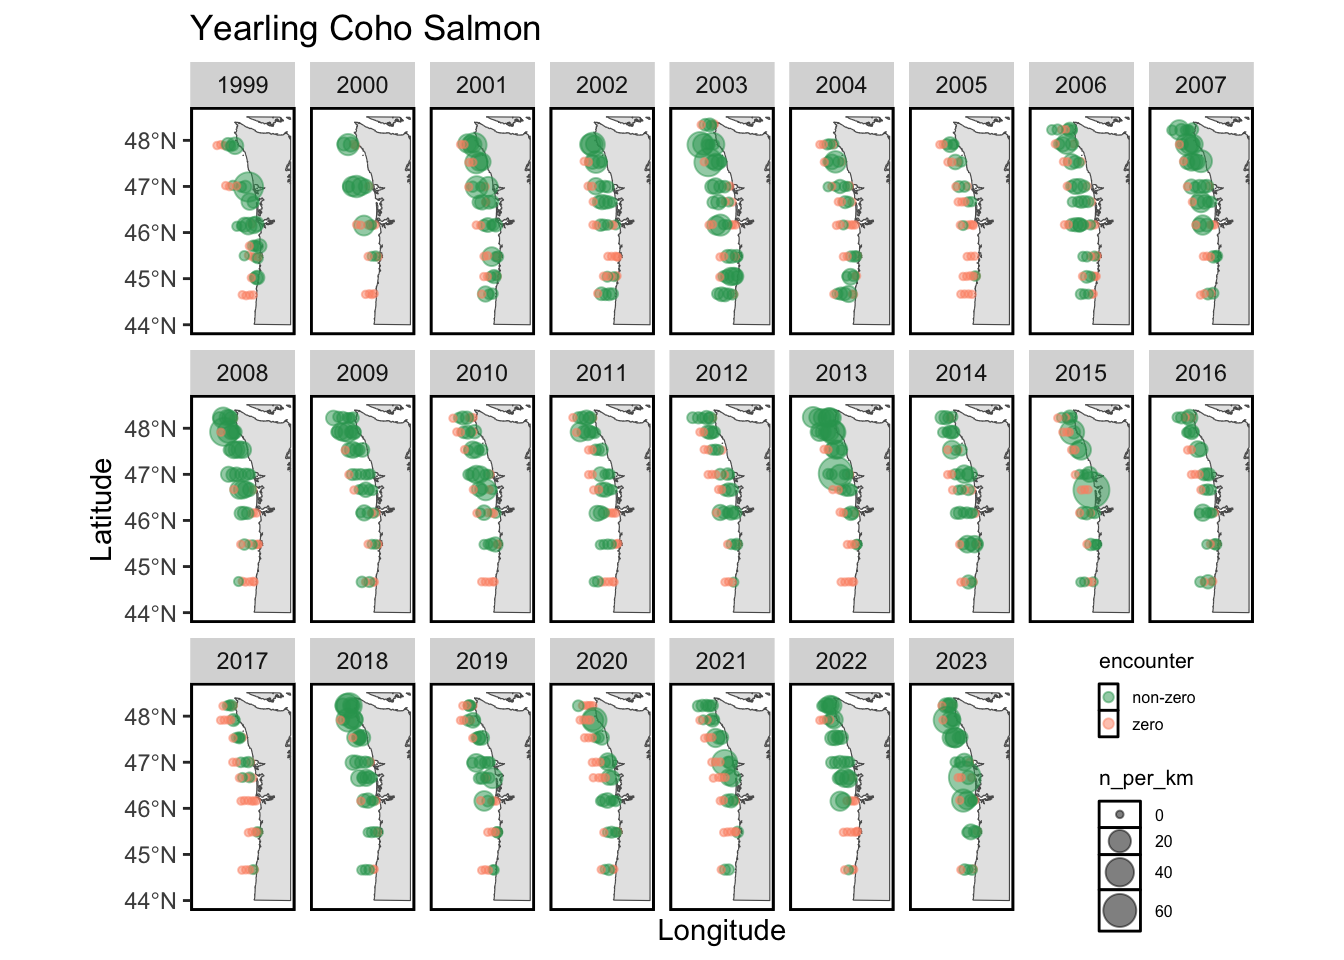 Yearling Coho Salmon
1999 2000 2001 2002 2003 2004 2005 2006 2007
48°N
47°N
46°N
45°N
44°N
2008 2009 2010 2011 2012 2013 2014 2015 2016
48°N
47°N
46°N
45°N
44°N
Latitude
2017 2018 2019 2020 2021 2022 2023
48°N
47°N
46°N
45°N
44°N
Longitude
encounter
non-zero
zero
n_per_km
0
20
40
60